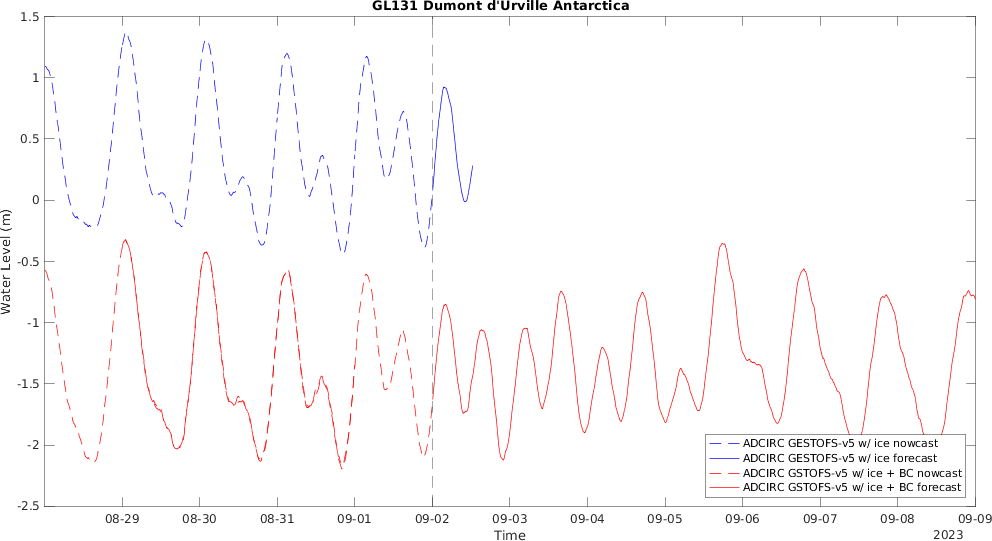 GL131 Dumont d'Urville Antarctica
1.5
1
0.5
0
-0.5
-1
-1.5
-2
-2.5
Water Level (m)
08-29 08-30 08-31 09-01 09-02 09-03 09-04 09-05 09-06 09-07 09-08 09-09
Time
2023
ADCIRC GESTOFS-v5 w/ ice nowcast
ADCIRC GESTOFS-v5 w/ ice forecast
ADCIRC GSTOFS-v5 w/ ice + BC nowcast
ADCIRC GSTOFS-v5 w/ ice + BC forecast